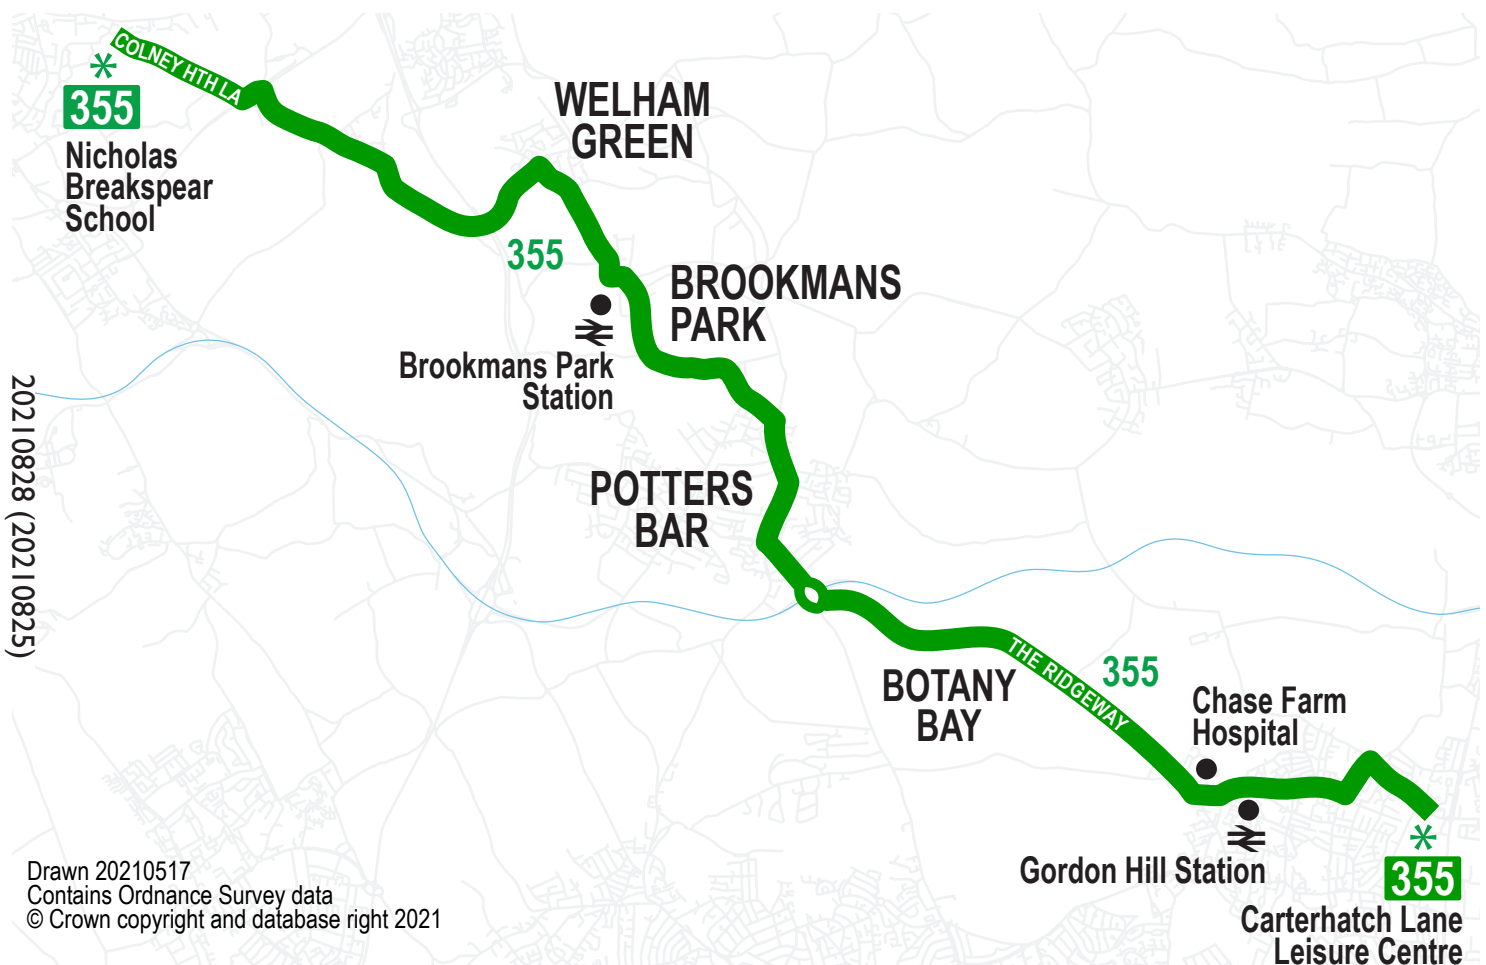 COLNEY HTH LA
355
Nicholas
Breakspear
School
WELHAM
GREEN
355
BROOKMANS
PARK
Brookmans Park
Station
POTTERS
BAR
20210828 (20210825)
BOTANY
BAY
THE RIDGEWAY
355
Chase Farm
Hospital
Gordon Hill Station
355
Carterhatch Lane
Leisure Centre
Drawn 20210517
Contains Ordnance Survey data
© Crown copyright and database right 2021